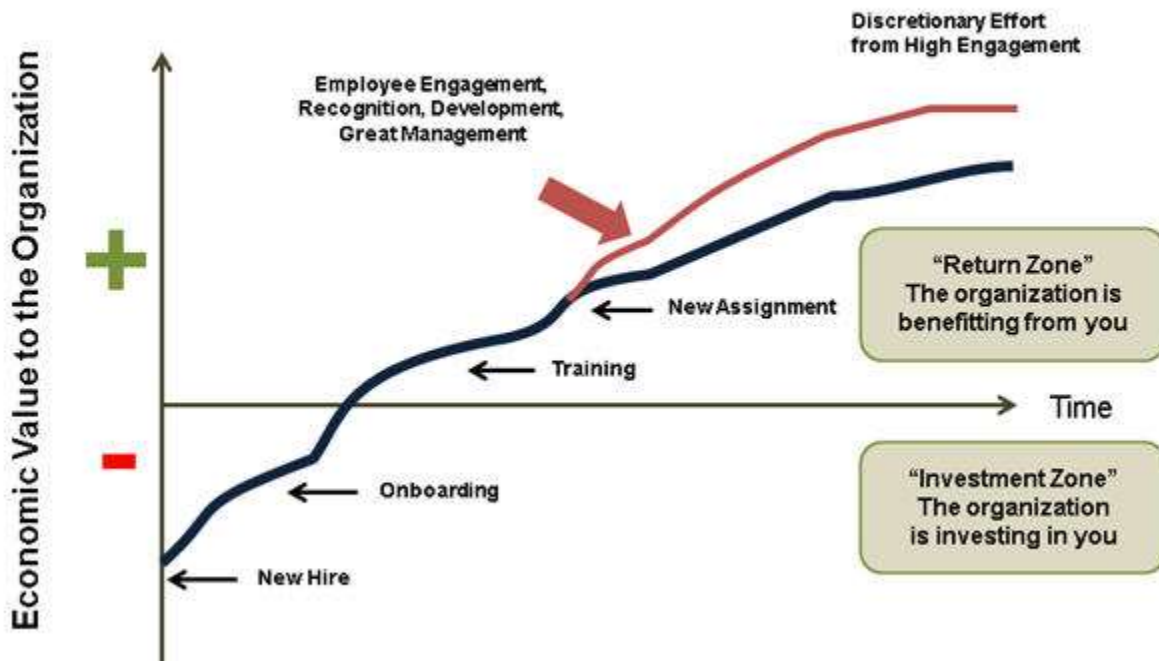 Economic Value to the Organization
Discretionary Effort
from High Engagement
Employee Engagement,
Recognition, Development,
Great Management
+
“Return Zone”
The organization is
benefitting from you
New Assignment
Training
Time
-
“Investment Zone”
The organization
is investing in you
Onboarding
New Hire